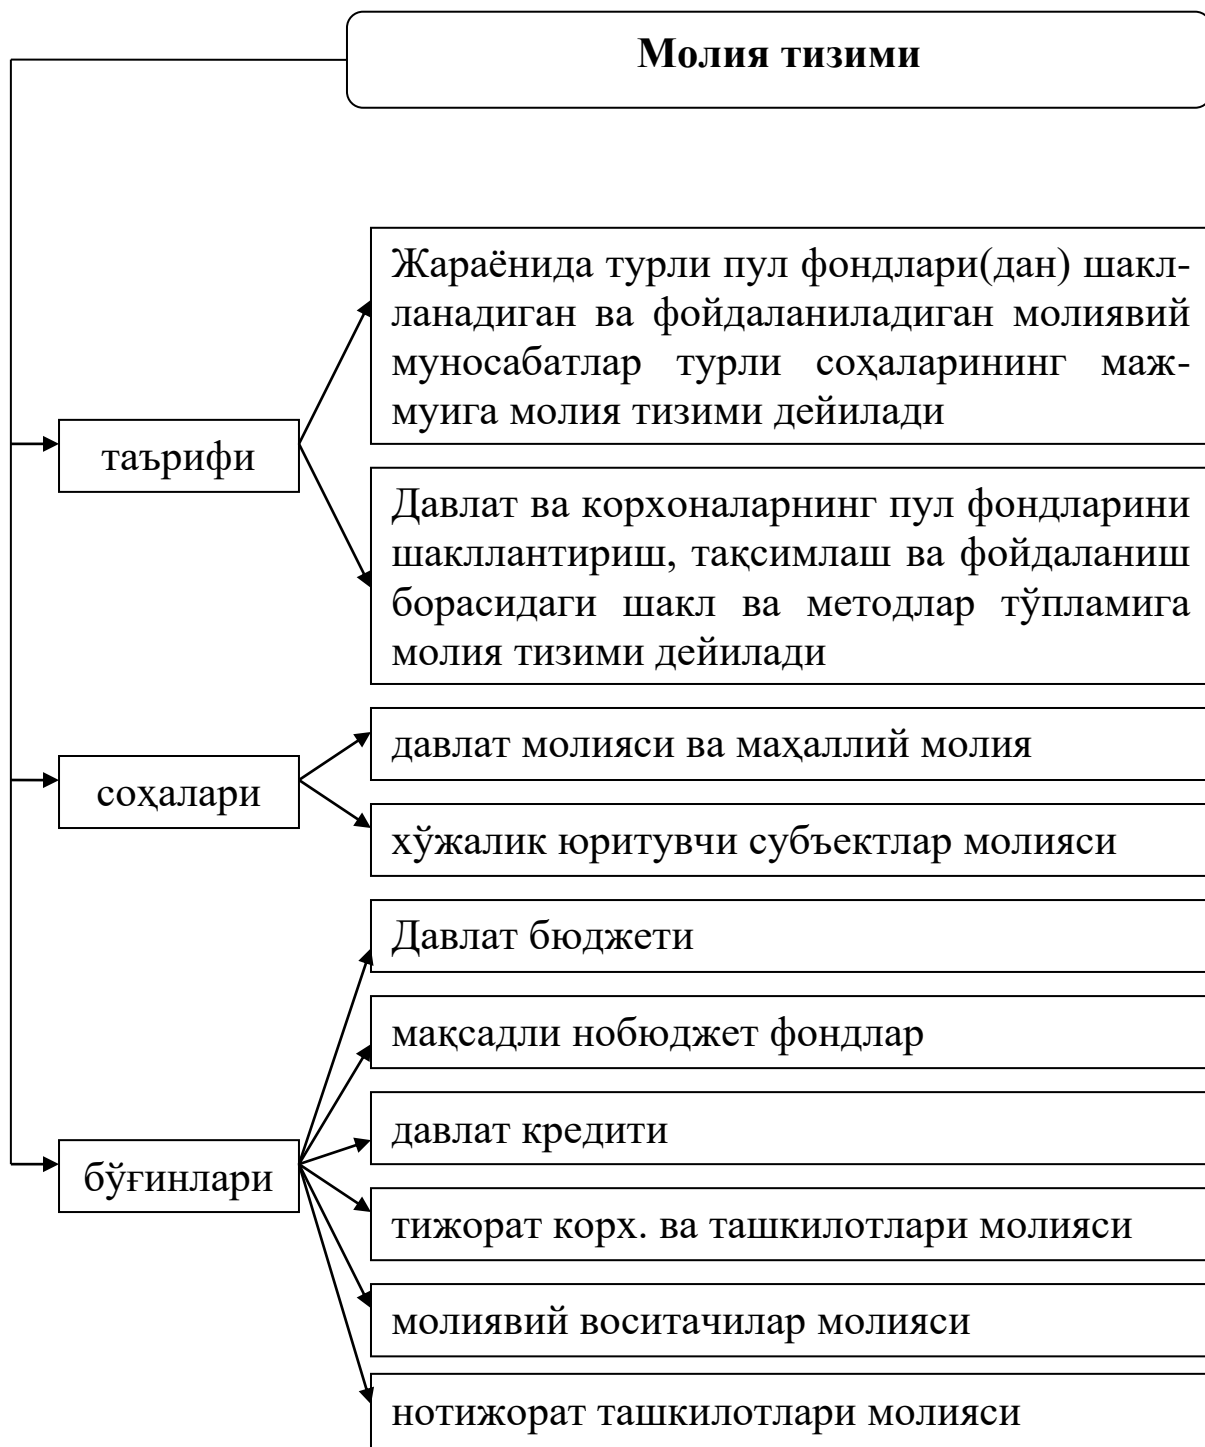 Молия тизими
Жараёнида турли пул фондлари(дан) шакл-
ланадиган ва фойдаланиладиган молиявий
муносабатлар турли соҳаларининг маж-
муига молия тизими дейилади
таърифи
Давлат ва корхоналарнинг пул фондларини
шакллантириш, тақсимлаш ва фойдаланиш
борасидаги шакл ва методлар тўпламига
молия тизими дейилади
давлат молияси ва маҳаллий молия
соҳалари
хўжалик юритувчи субъектлар молияси
Давлат бюджети
мақсадли нобюджет фондлар
давлат кредити
бўғинлари
тижорат корх. ва ташкилотлари молияси
молиявий воситачилар молияси
нотижорат ташкилотлари молияси